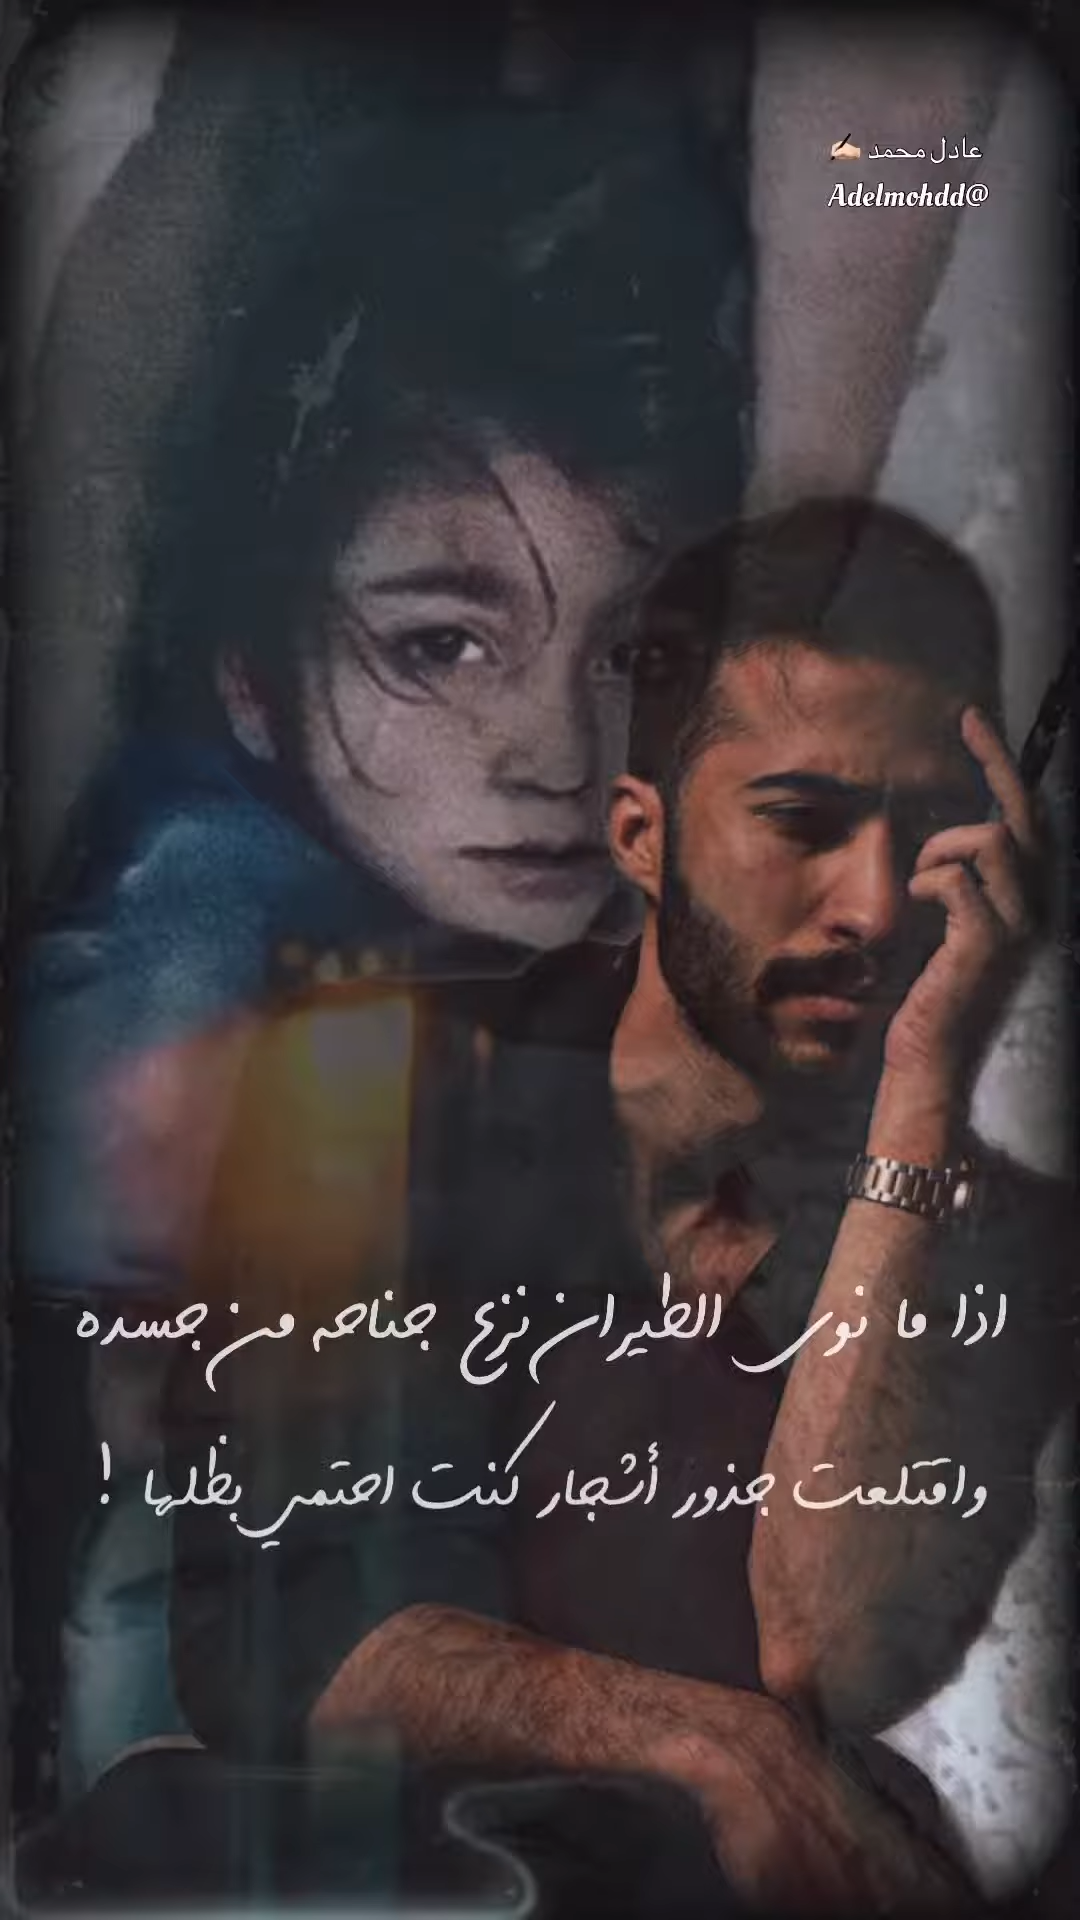 عادل محمد ✍🏻
Adelmohdd@
اذا ما نوى الطيران نزع جناحه من جسده
واقتلعت جذور أشجار كنت احتمي بظلها !